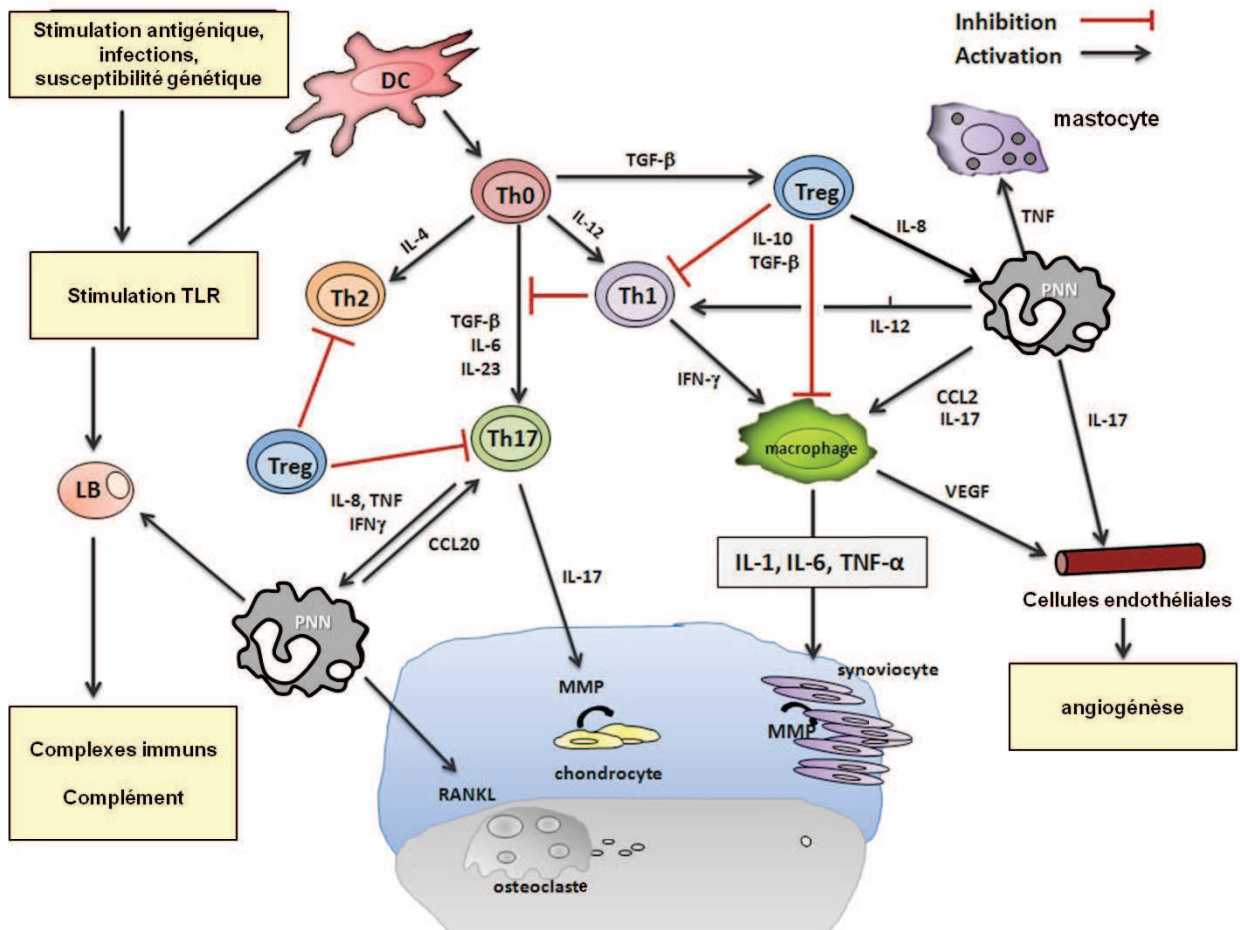 Stimulation antigénique,
infections,
susceptibilité génétique
DC
Inhibition
Activation
mastocyte
TGF-β
Th0
Treg
TNF
IL-4
IL-12
IL-10
TGF-β
IL-8
Stimulation TLR
Th2
Th1
PNN
IL-12
TGF-β
IL-6
IL-23
IFN-γ
CCL2
IL-17
IL-17
Th17
macrophage
Treg
LB
IL-8, TNF
IFNγ
CCL20
VEGF
IL-17
IL-1, IL-6, TNF-α
Cellules endothéliales
PNN
synoviocyte
MMP
MMP
angiogénèse
Complexes immuns
Complément
chondrocyte
RANKL
osteoclaste